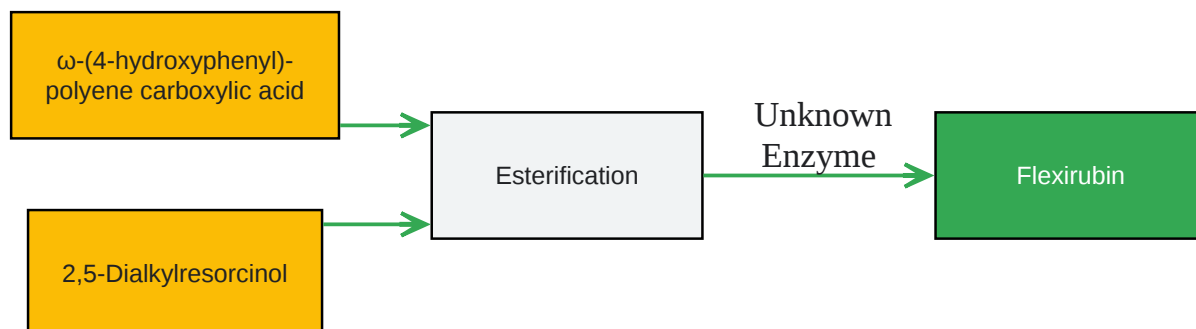 ω-(4-hydroxyphenyl)-
polyene carboxylic acid
2,5-Dialkylresorcinol
Esterification
Unknown
Enzyme
Flexirubin